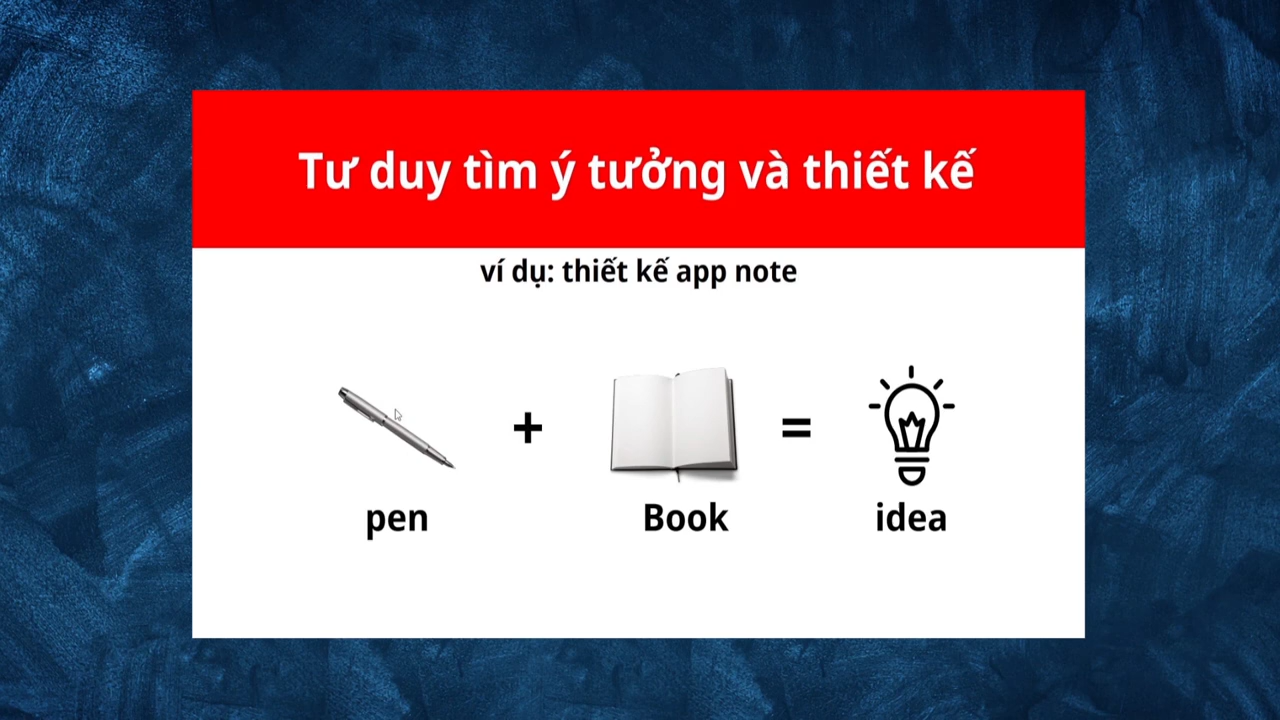 Tư duy tìm ý tưởng và thiết kế
ví dụ: thiết kế app note
+
=
pen
Book
idea